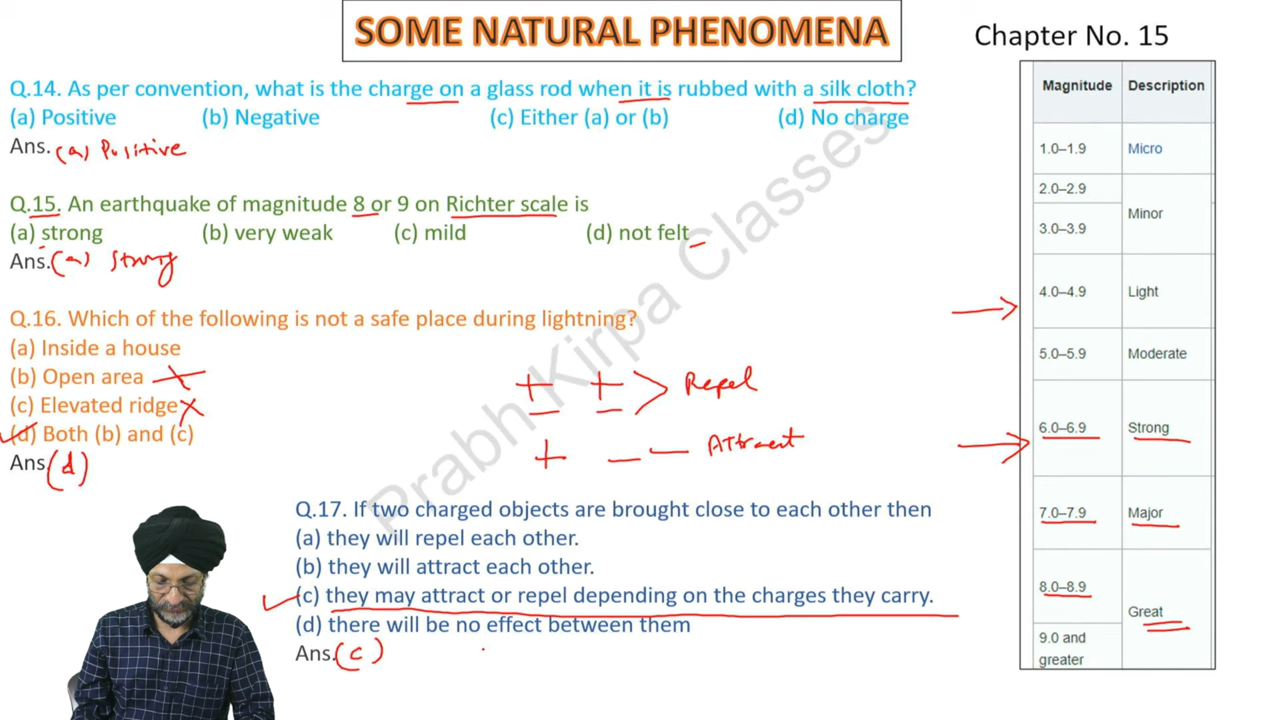 SOME NATURAL PHENOMENA
Chapter No. 15
Q.14. As per convention, what is the charge on a glass rod when it is rubbed with a silk cloth?
(a) Positive (b) Negative (c) Either (a) or (b) (d) No charge
Ans. (a) Positive
Q.15. An earthquake of magnitude 8 or 9 on Richter scale is
(a) strong (b) very weak (c) mild (d) not felt
Ans. (a) Strong
Q.16. Which of the following is not a safe place during lightning?
(a) Inside a house
(b) Open area
(c) Elevated ridge
(d) Both (b) and (c)
Ans (d)
+ + Repel
+ − Attract
Q.17. If two charged objects are brought close to each other then
(a) they will repel each other.
(b) they will attract each other.
(c) they may attract or repel depending on the charges they carry.
(d) there will be no effect between them
Ans. (c)
Magnitude Description
1.0–1.9 Micro
2.0–2.9
Minor
3.0–3.9
4.0–4.9 Light
5.0–5.9 Moderate
6.0–6.9 Strong
7.0–7.9 Major
8.0–8.9
Great
9.0 and
greater
Prabh Kirpa Classes